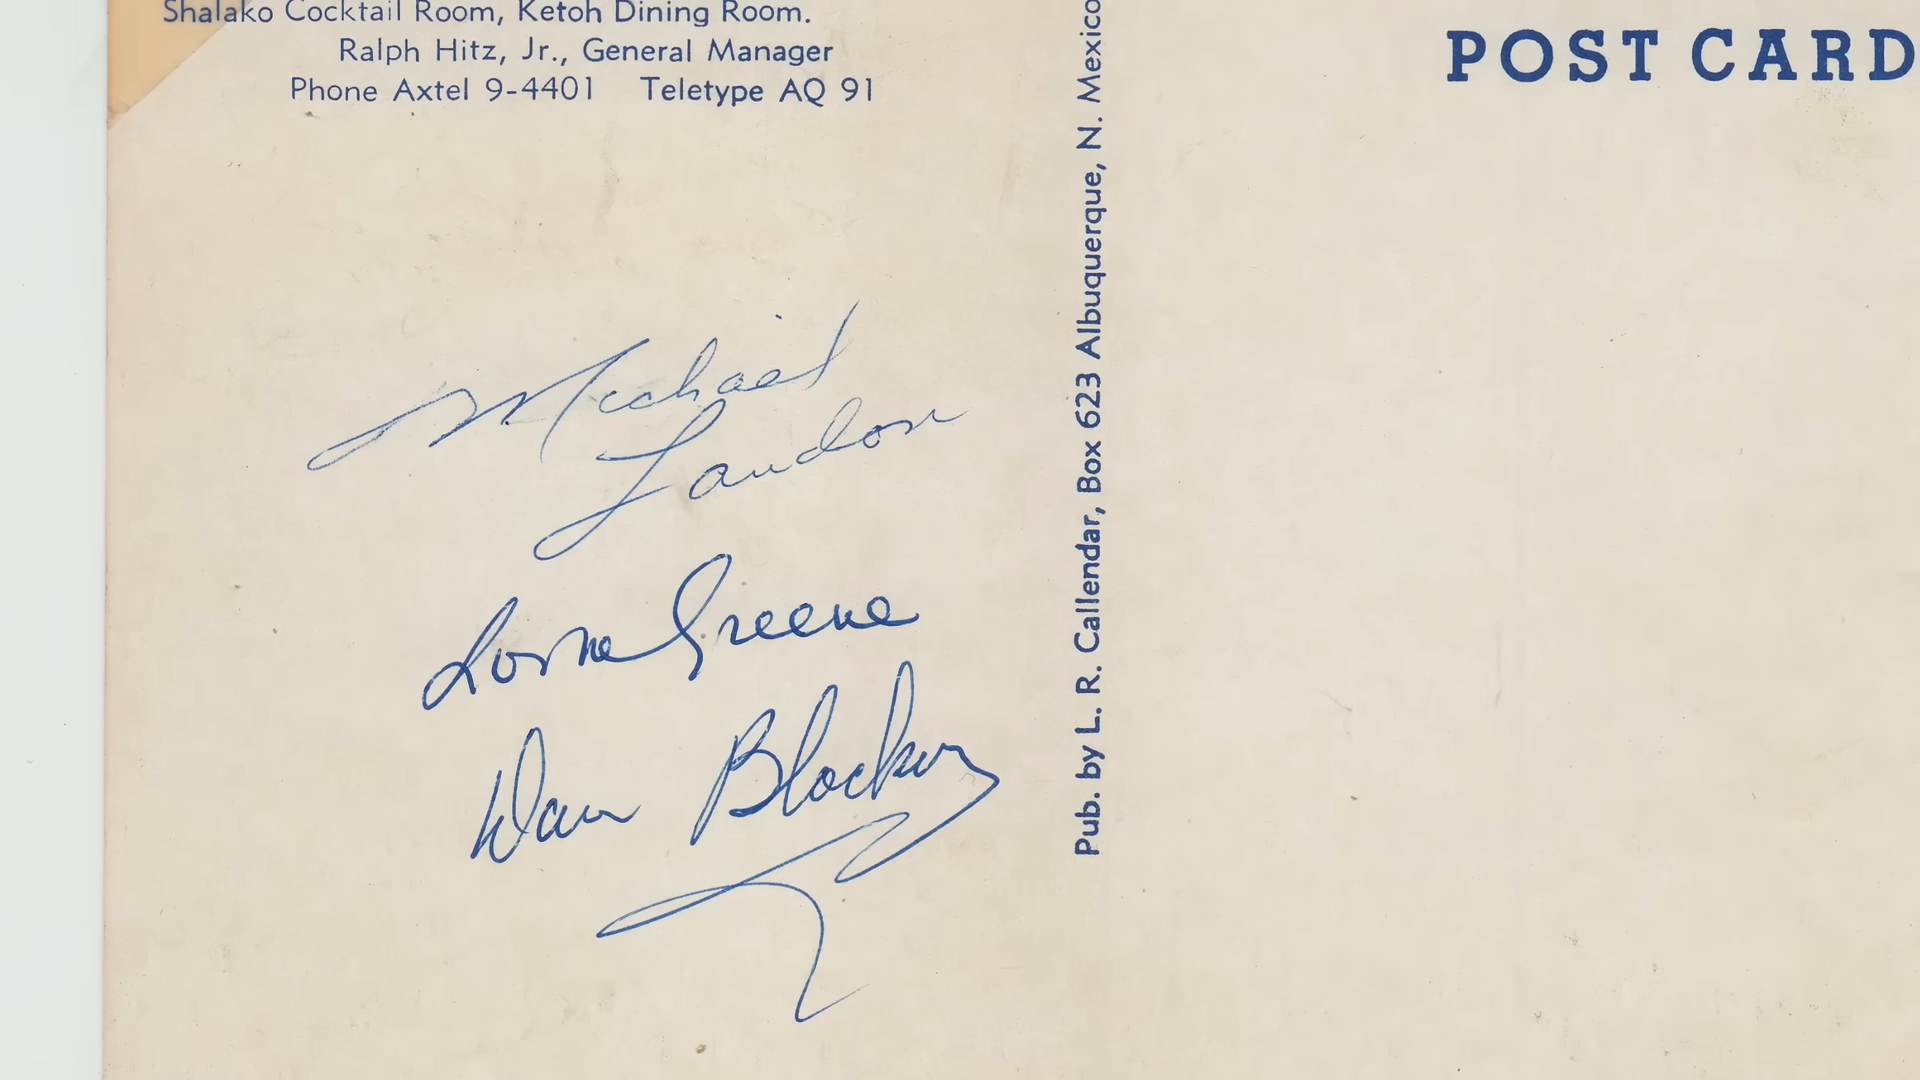 Shalako Cocktail Room, Ketoh Dining Room.
Ralph Hitz, Jr., General Manager
Phone Axtel 9-4401 Teletype AQ 91
Michael
Landon
Lorne Greene
Dan Blocker
Pub. by L. R. Callendar, Box 623 Albuquerque, N. Mexico
POST CARD